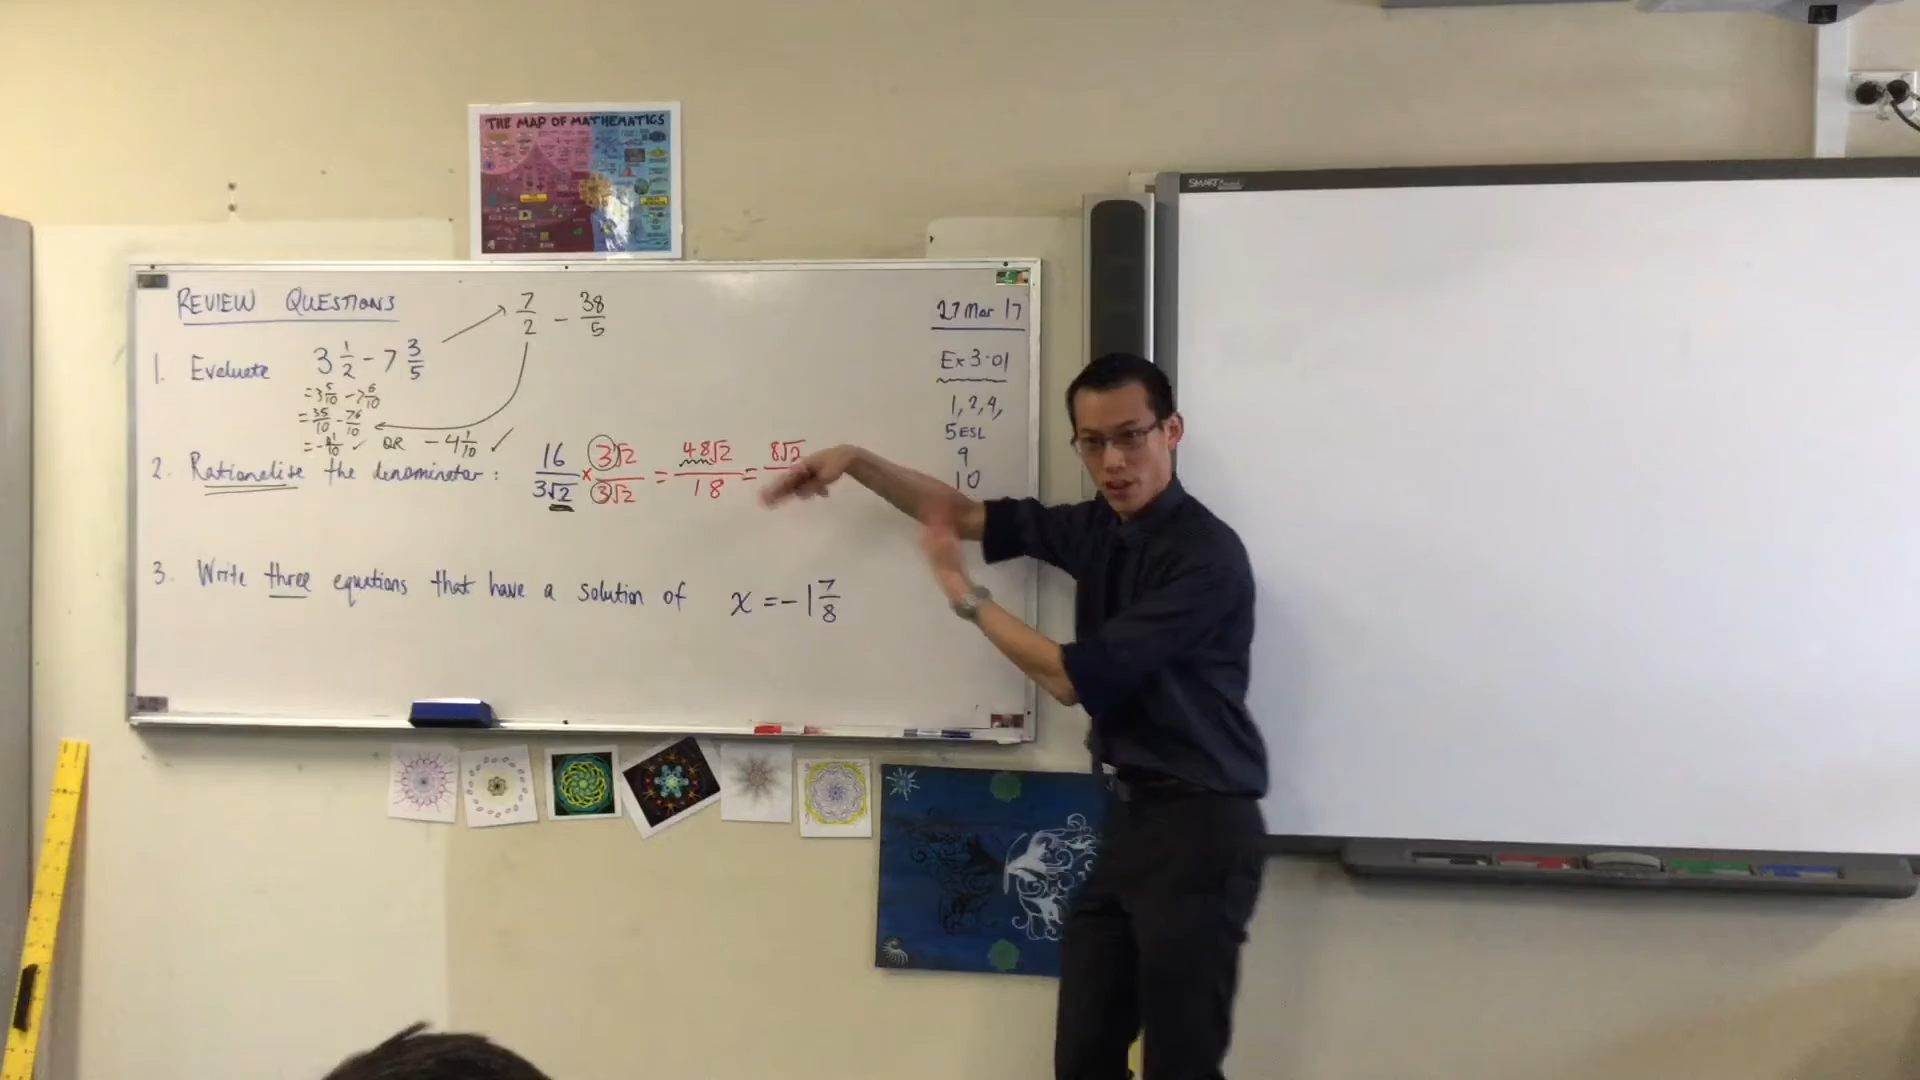 THE MAP OF MATHEMATICS
SMART Board
REVIEW QUESTIONS
7/2 - 38/5
27 Mar 17
1. Evaluate 3 1/2 - 7 3/5
= 3 5/10 - 7 6/10
= 35/10 - 76/10
= -41/10 ✓ OR -4 1/10 ✓
Ex 3.01
1, 2, 4,
5 ESL
9
10
2. Rationalise the denominator : 16/3√2 × 3√2/3√2 = 48√2/18 = 8√2
3. Write three equations that have a solution of x = -1 7/8